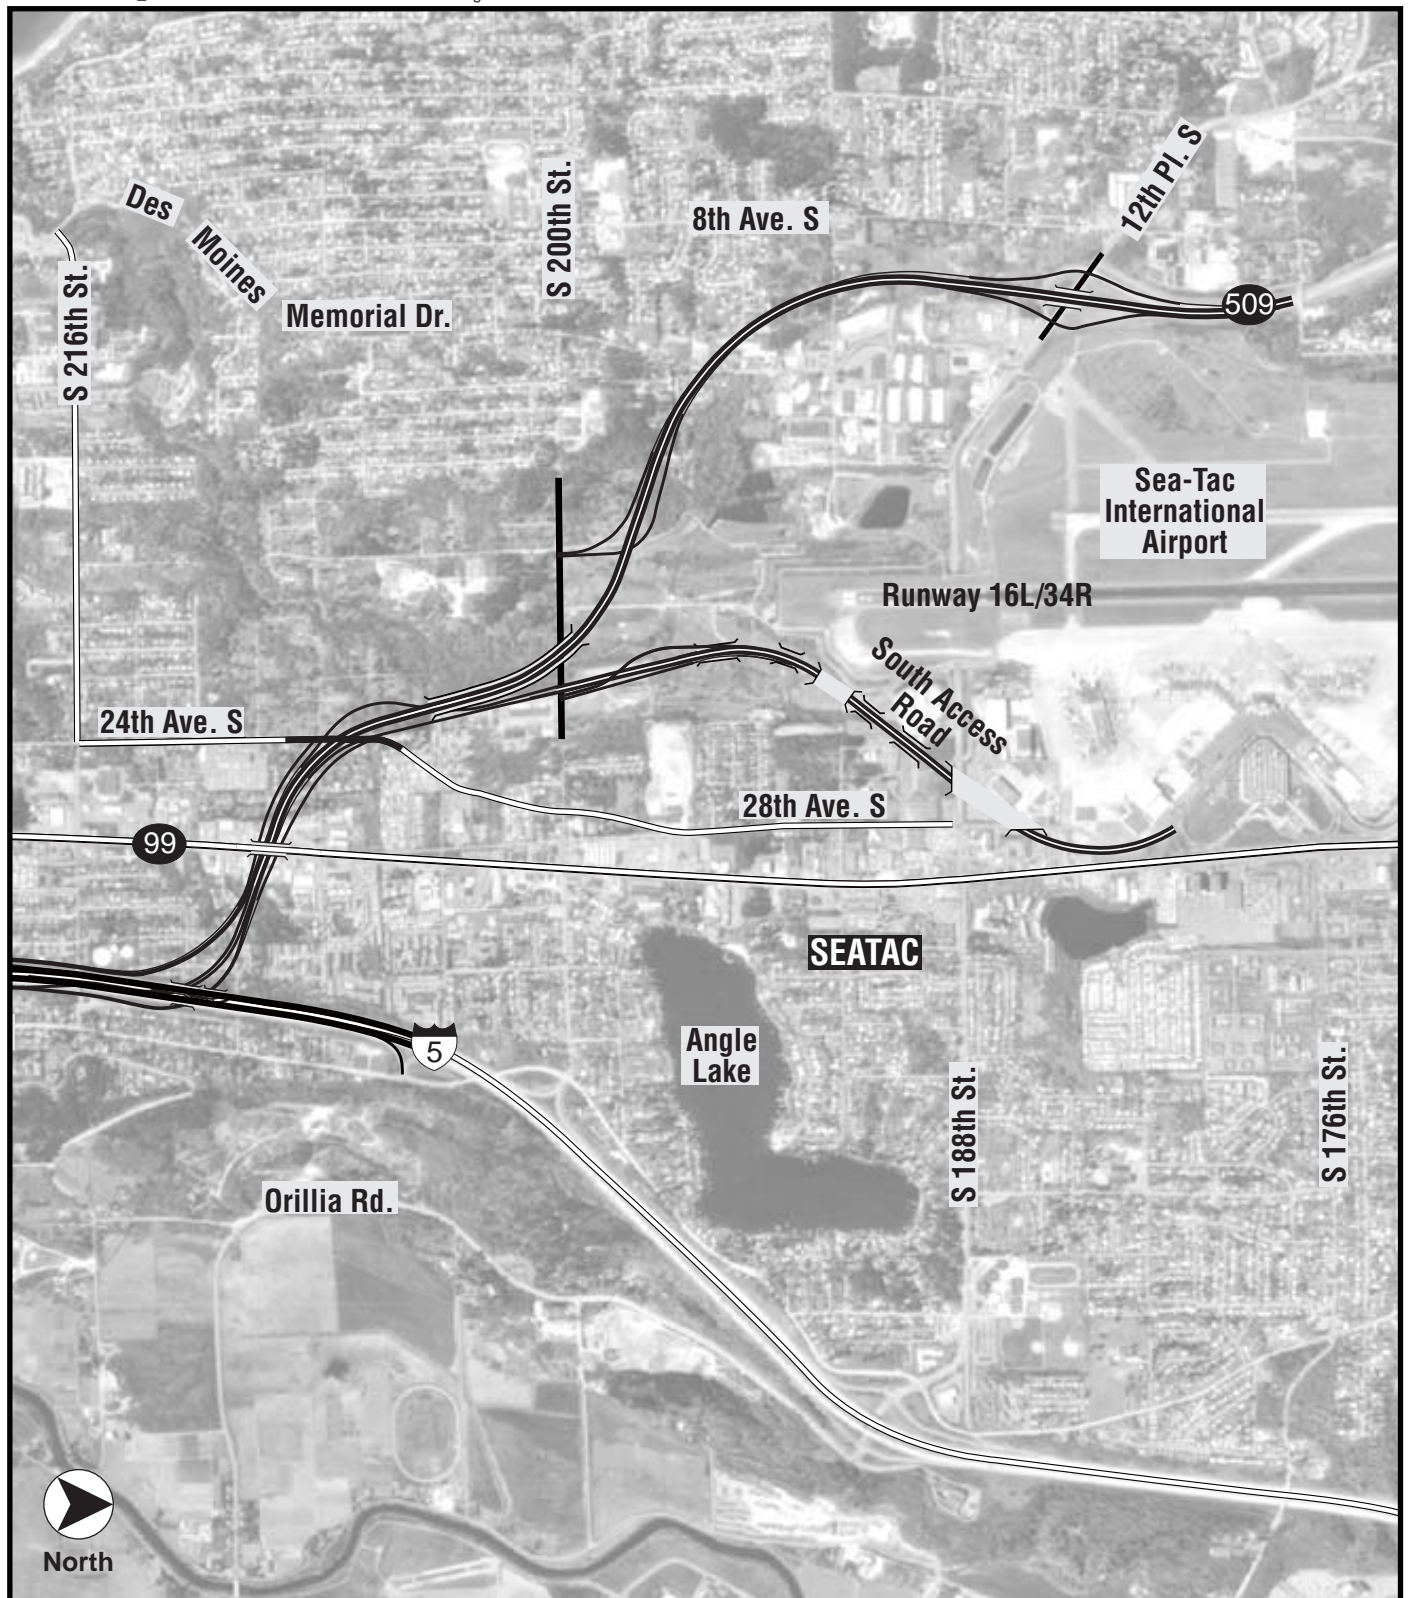 12th Pl. S
Des
Moines
Memorial Dr.
S 200th St.
8th Ave. S
S 216th St.
509
Sea-Tac
International
Airport
Runway 16L/34R
South Access
Road
24th Ave. S
28th Ave. S
99
SEATAC
5
Angle
Lake
S 188th St.
S 176th St.
Orillia Rd.
North